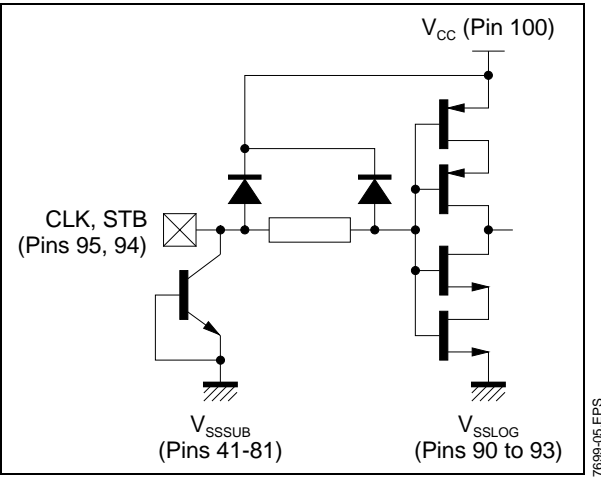 V_CC (Pin 100)
CLK, STB
(Pins 95, 94)
V_SSSUB
(Pins 41-81)
V_SSLOG
(Pins 90 to 93)
7699-05.EPS